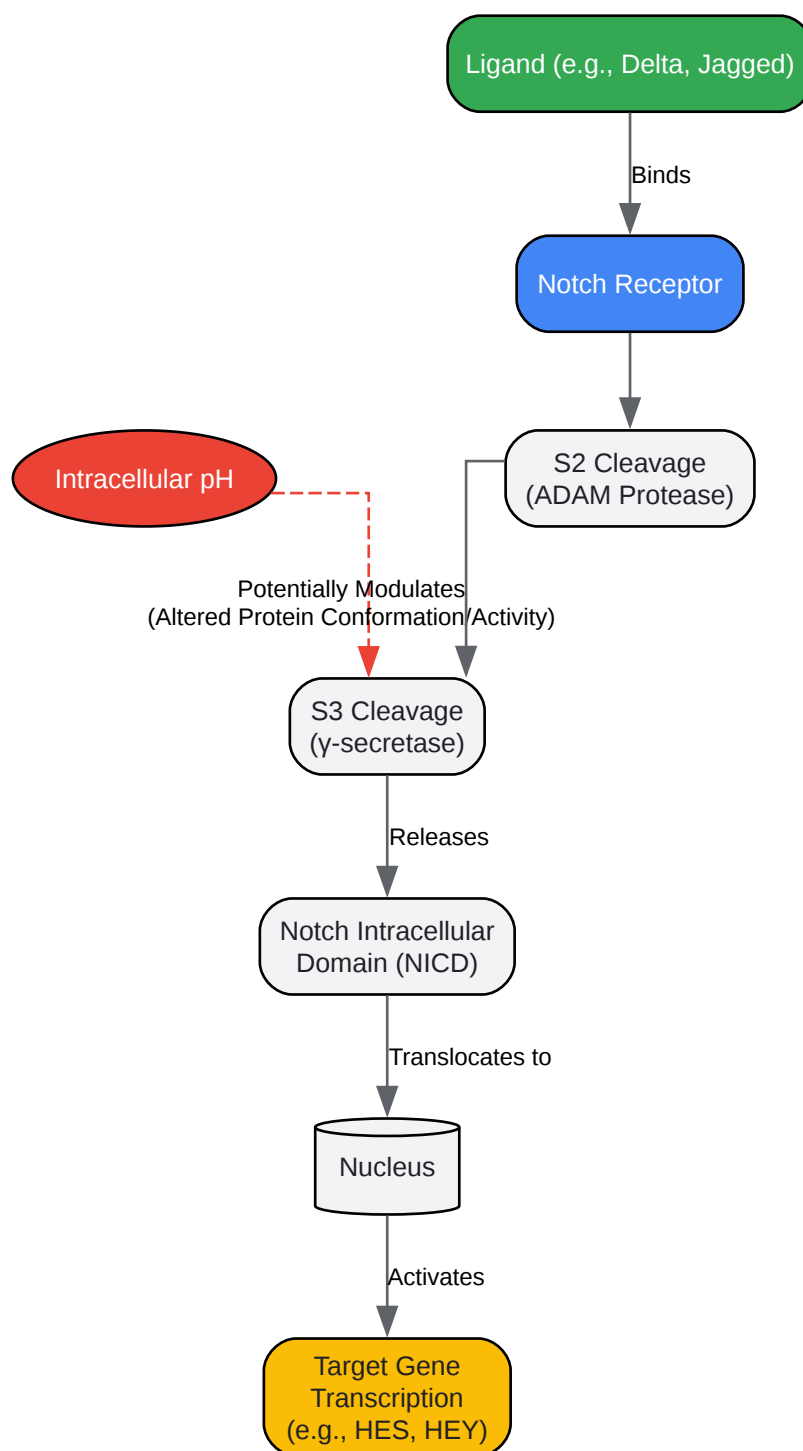 Ligand (e.g., Delta, Jagged)
Binds
Notch Receptor
S2 Cleavage
(ADAM Protease)
Intracellular pH
Potentially Modulates
(Altered Protein Conformation/Activity)
S3 Cleavage
(γ-secretase)
Releases
Notch Intracellular
Domain (NICD)
Translocates to
Nucleus
Activates
Target Gene
Transcription
(e.g., HES, HEY)